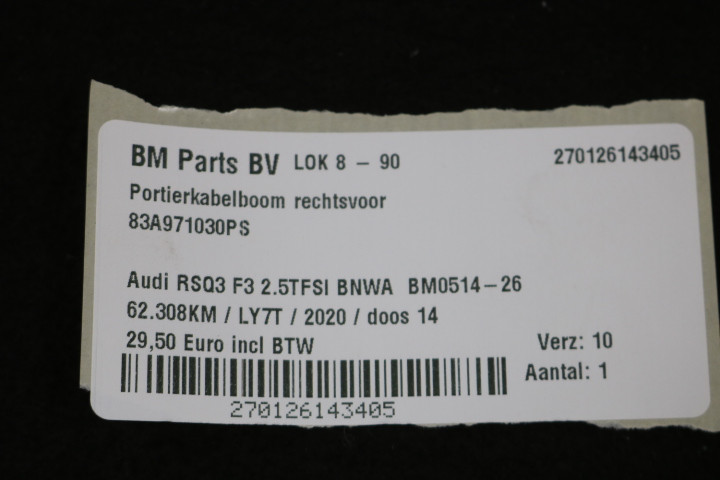 BM Parts BV LOK 8 - 90 270126143405
Portierkabelboom rechtsvoor
83A971030PS
Audi RSQ3 F3 2.5TFSI BNWA BM0514-26
62.308KM / LY7T / 2020 / doos 14
29,50 Euro incl BTW Verz: 10
Aantal: 1
270126143405